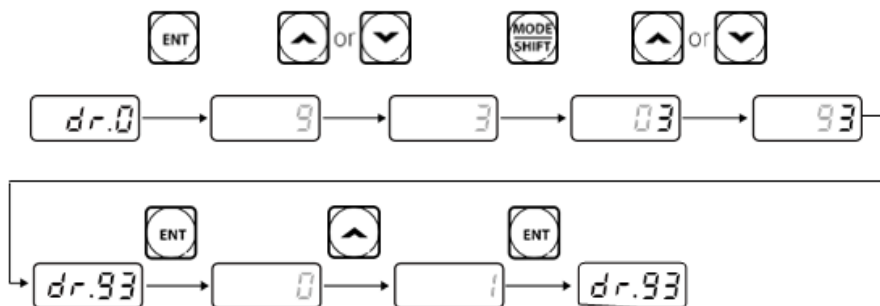 ENT or MODE SHIFT or
dr.0 9 3 03 93
ENT ENT
dr.93 0 1 dr.93